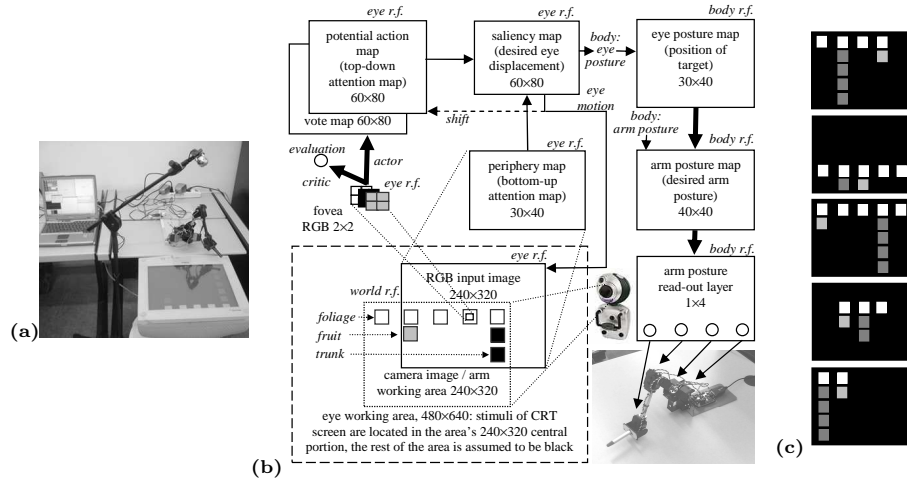 (a)
eye r.f.
potential action
map
(top-down
attention map)
60×80
vote map 60×80
eye r.f.
saliency map
(desired eye
displacement)
60×80
body:
eye
posture
body r.f.
eye posture map
(position of
target)
30×40
eye
motion
shift
evaluation
actor
critic
eye r.f.
fovea
RGB 2×2
eye r.f.
periphery map
(bottom-up
attention map)
30×40
body:
arm posture
body r.f.
arm posture map
(desired arm
posture)
40×40
eye r.f.
RGB input image
240×320
world r.f.
foliage
fruit
trunk
camera image / arm
working area 240×320
eye working area, 480×640: stimuli of CRT
screen are located in the area's 240×320 central
portion, the rest of the area is assumed to be black
body r.f.
arm posture
read-out layer
1×4
(b)
(c)